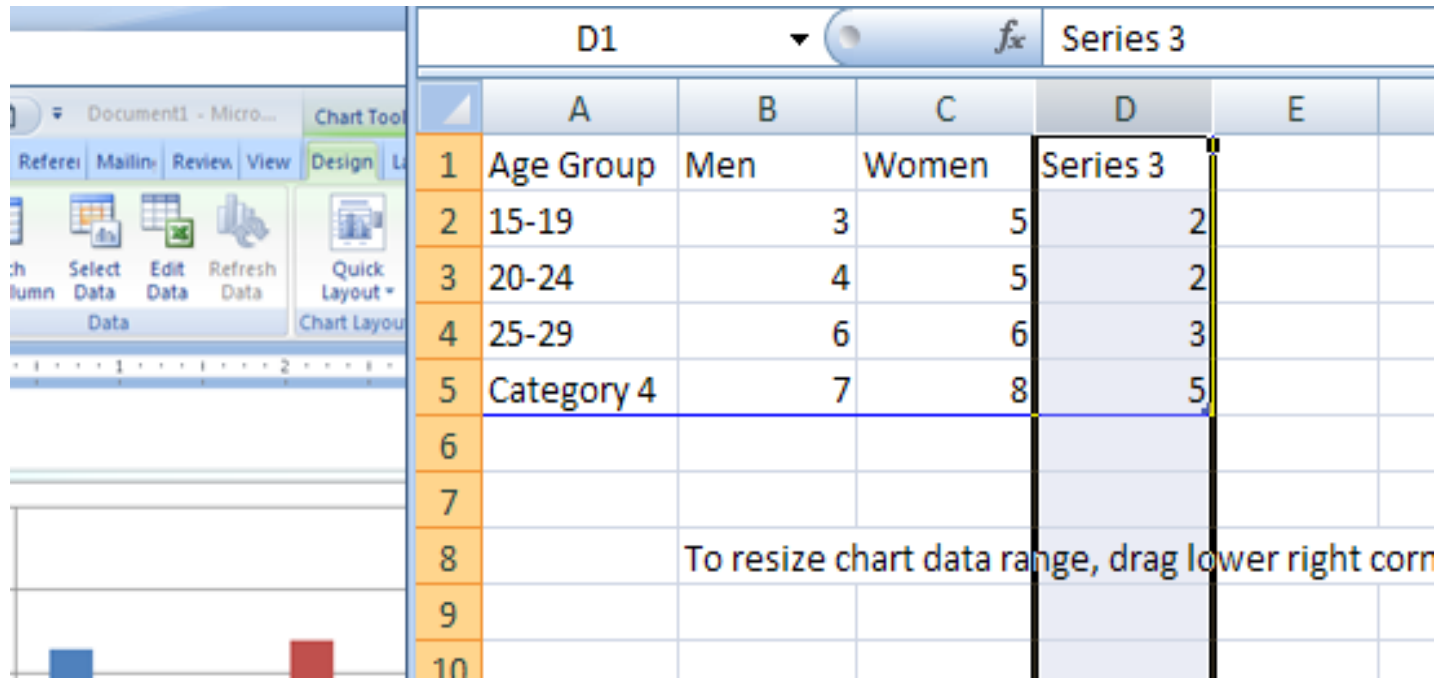 D1 fx Series 3
Document1 - Micro... Chart Tool
Mailin Review View Design
Select Data
Edit Data
Refresh Data
Quick Layout
Data Chart Layou
1 2
A B C D E
1 Age Group Men Women Series 3
2 15-19 3 5 2
3 20-24 4 5 2
4 25-29 6 6 3
5 Category 4 7 8 5
6
7
8 To resize chart data range, drag lower right corn
9
10